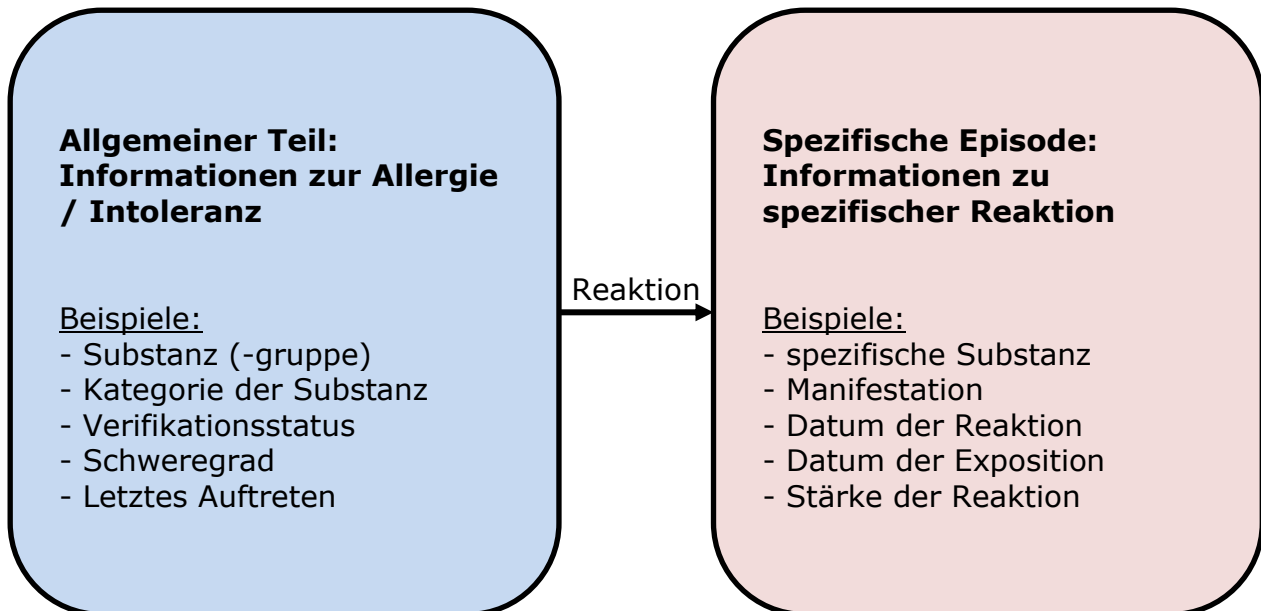 Allgemeiner Teil:
Informationen zur Allergie
/ Intoleranz
Beispiele:
- Substanz (-gruppe)
- Kategorie der Substanz
- Verifikationsstatus
- Schweregrad
- Letztes Auftreten
Reaktion
Spezifische Episode:
Informationen zu
spezifischer Reaktion
Beispiele:
- spezifische Substanz
- Manifestation
- Datum der Reaktion
- Datum der Exposition
- Stärke der Reaktion